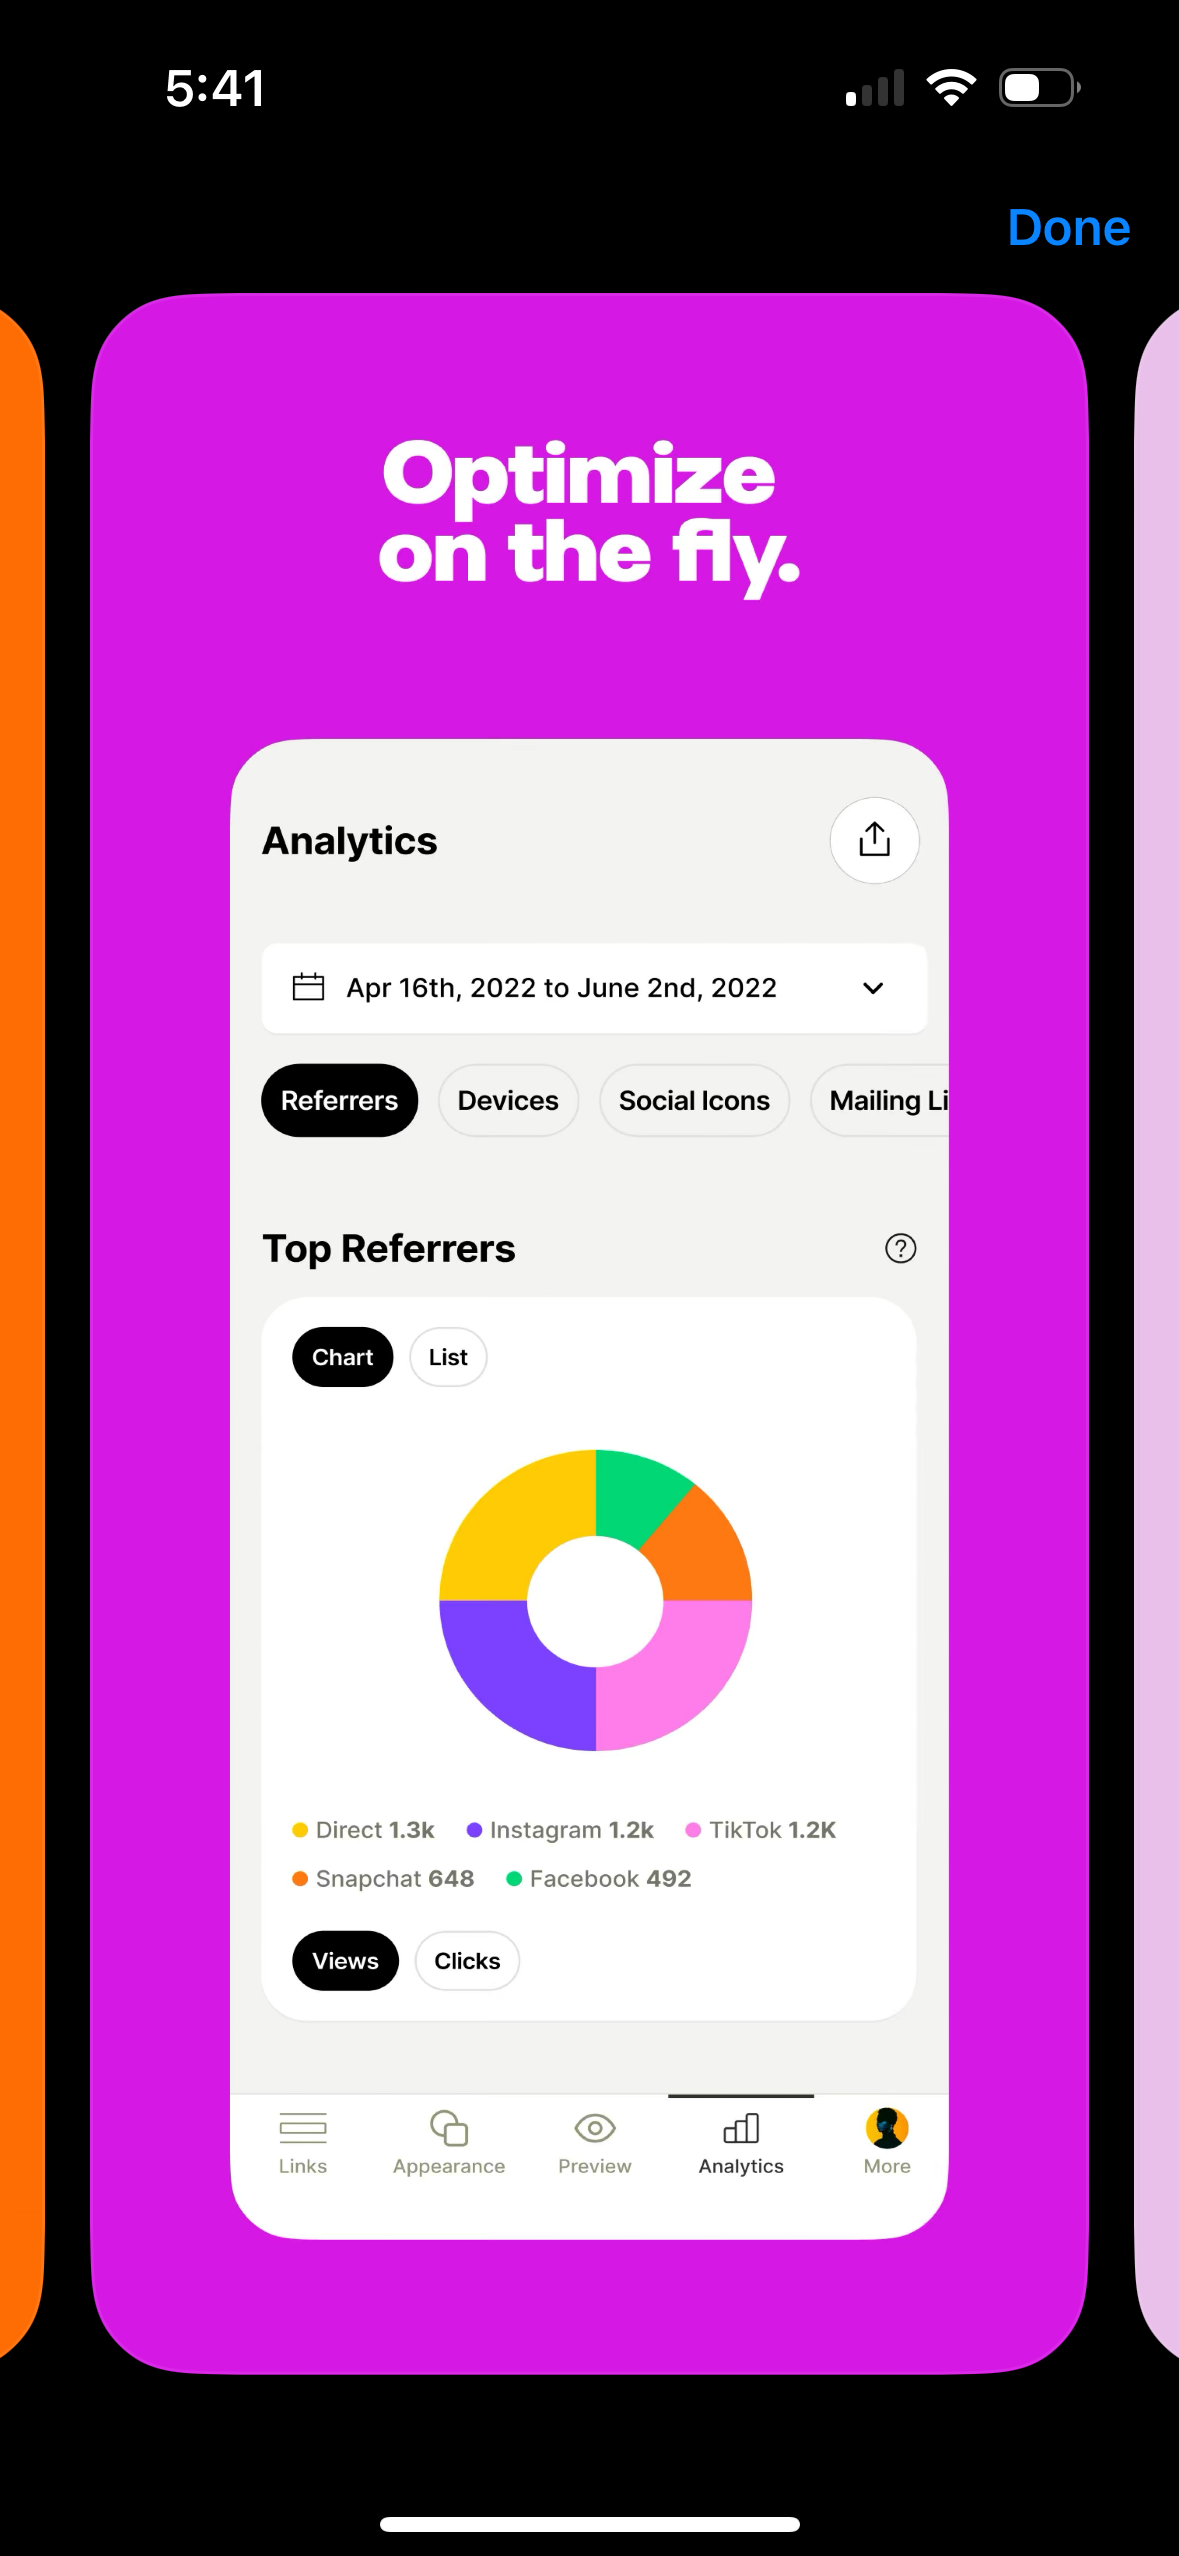 5:41
Done
Optimize
on the fly.
Analytics
Apr 16th, 2022 to June 2nd, 2022
Referrers Devices Social Icons Mailing Li
Top Referrers
?
Chart List
Direct 1.3k Instagram 1.2k TikTok 1.2K
Snapchat 648 Facebook 492
Views Clicks
Links Appearance Preview Analytics More